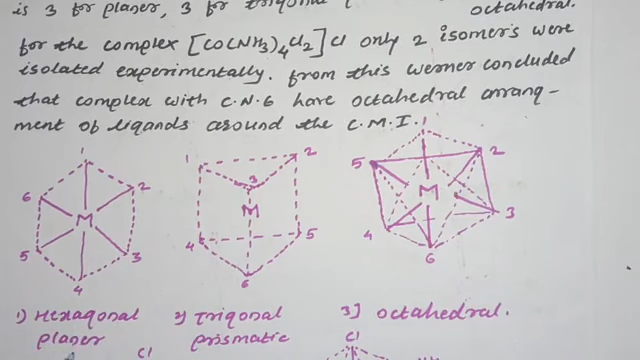 is 3 for planer, 3 for trigonal
octahedral.
for the complex [CO(NH3)4Cl2]Cl only 2 isomers were
isolated experimentally. from this werner concluded
that complex with C.N.6 have octahedral arrang-
ment of ligands around the C.M.I.
1 2 3 4 5 6 M
1 2 3 M 4 5 6
1 2 3 4 5 6 M
1) Hexagonal planer
2) Trigonal prismatic
3] octahedral.
Cl
Cl